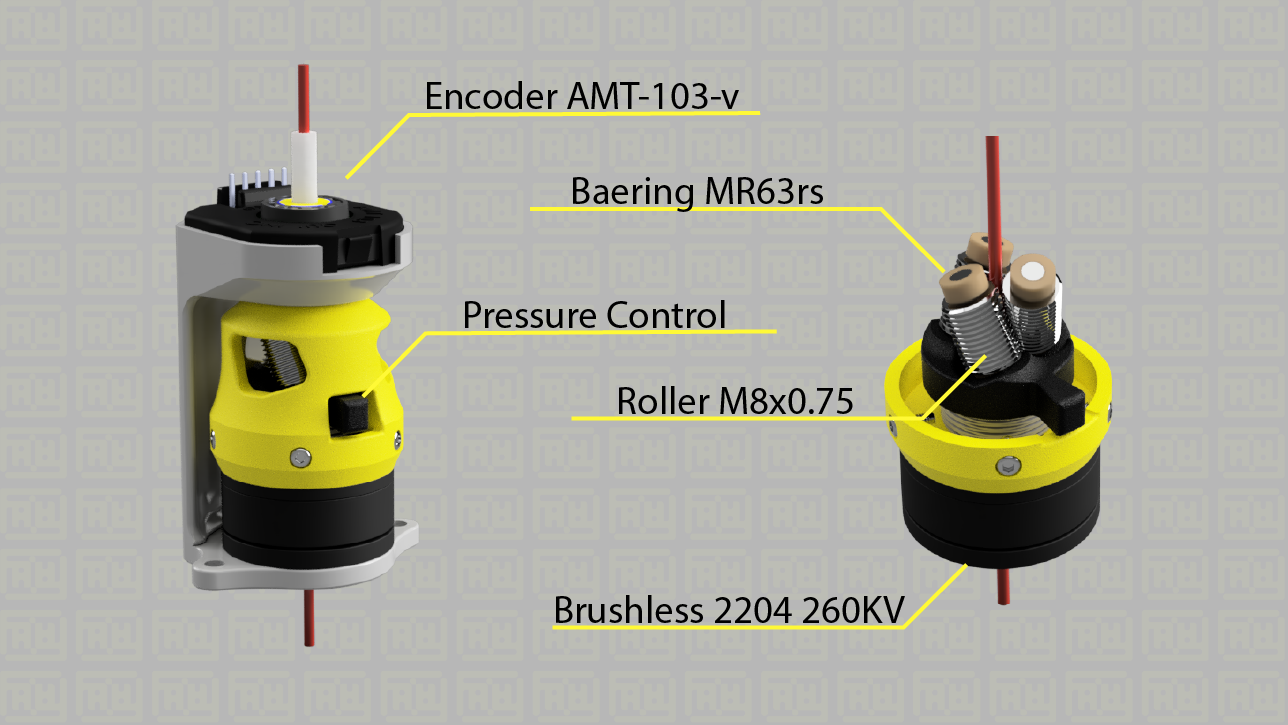 Encoder AMT-103-v
Baering MR63rs
Pressure Control
Roller M8x0.75
Brushless 2204 260KV